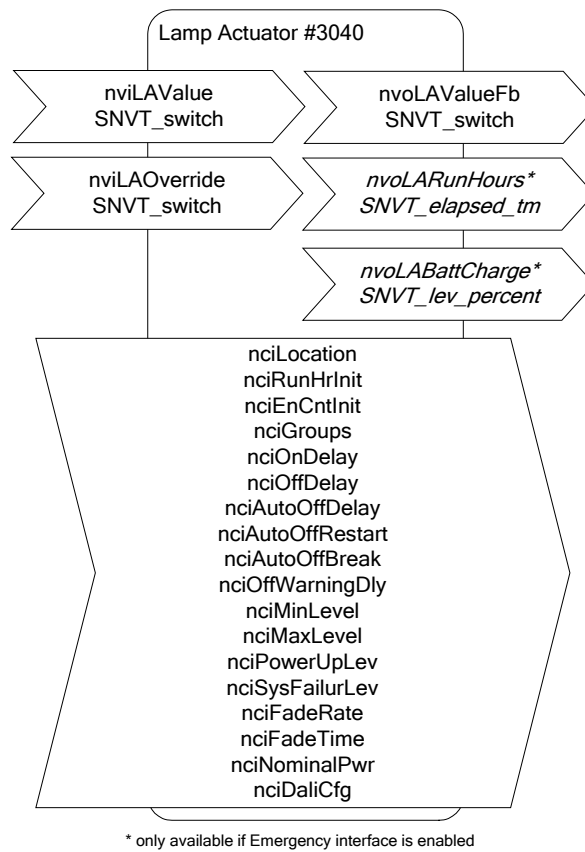 Lamp Actuator #3040
nviLAValue
SNVT_switch
nvoLAValueFb
SNVT_switch
nviLAOverride
SNVT_switch
nvoLARunHours*
SNVT_elapsed_tm
nvoLABattCharge*
SNVT_lev_percent
nciLocation
nciRunHrInit
nciEnCntInit
nciGroups
nciOnDelay
nciOffDelay
nciAutoOffDelay
nciAutoOffRestart
nciAutoOffBreak
nciOffWarningDly
nciMinLevel
nciMaxLevel
nciPowerUpLev
nciSysFailurLev
nciFadeRate
nciFadeTime
nciNominalPwr
nciDaliCfg
* only available if Emergency interface is enabled